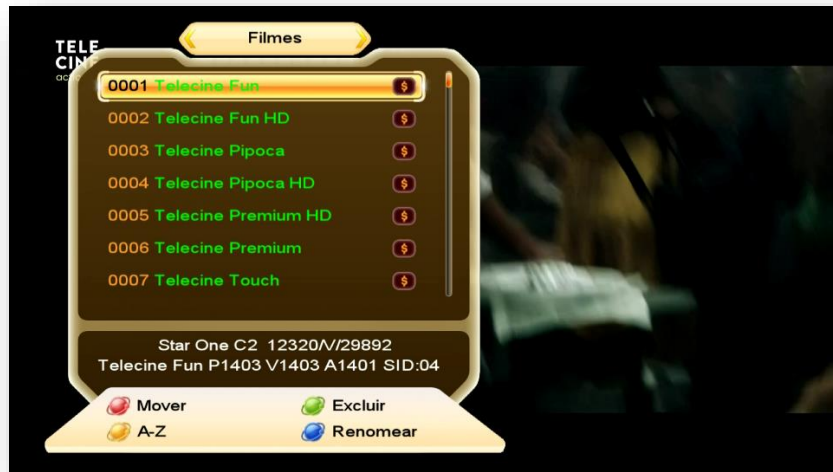 TELE
CINE
Filmes
0001 Telecine Fun $
0002 Telecine Fun HD $
0003 Telecine Pipoca $
0004 Telecine Pipoca HD $
0005 Telecine Premium HD $
0006 Telecine Premium $
0007 Telecine Touch $
Star One C2 12320/V/29892
Telecine Fun P1403 V1403 A1401 SID:04
Mover
Excluir
A-Z
Renomear